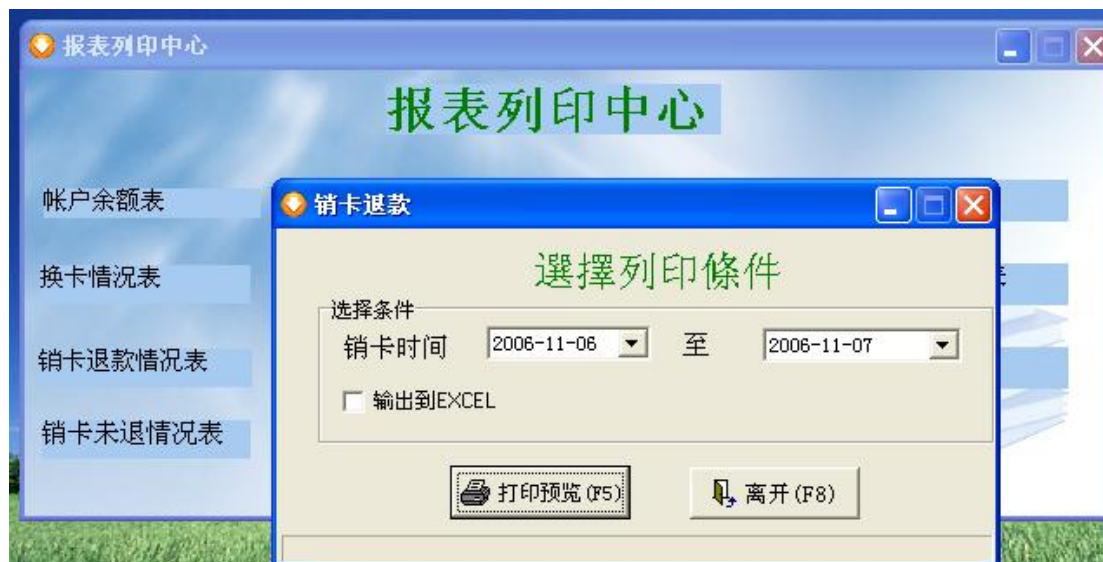 报表列印中心
报表列印中心
帐户余额表
换卡情况表
销卡退款情况表
销卡未退情况表
销卡退款
選擇列印條件
选择条件
销卡时间 2006-11-06 至 2006-11-07
输出到EXCEL
打印预览(F5) 离开(F8)